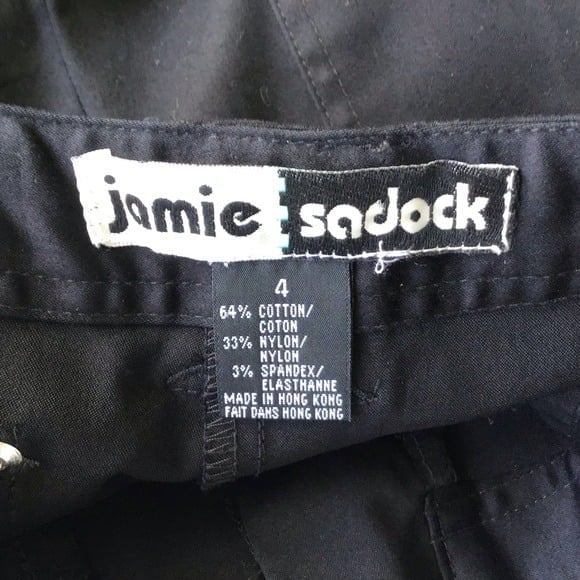 jamie sadock
4
64% COTTON/
COTON
33% NYLON/
NYLON
3% SPANDEX/
ELASTHANNE
MADE IN HONG KONG
FAIT DAHS HONG KONG